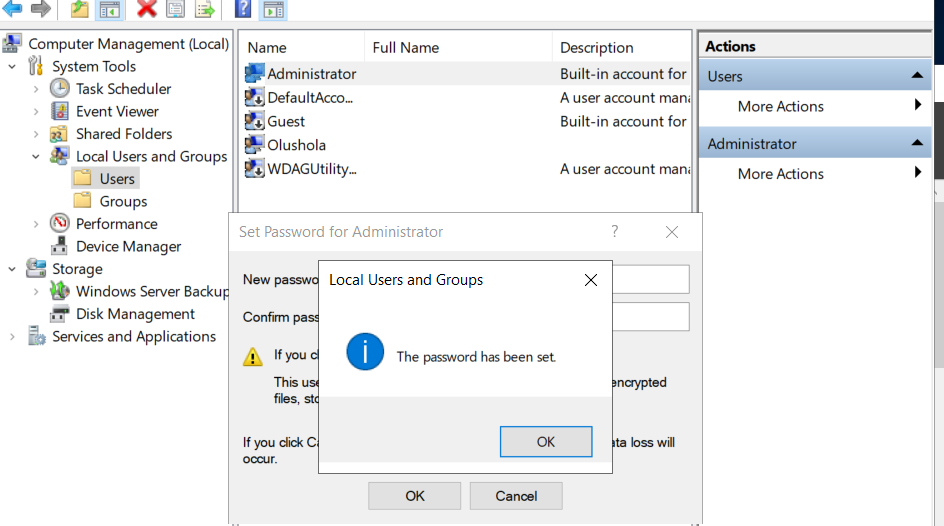 Computer Management (Local)
System Tools
Task Scheduler
Event Viewer
Shared Folders
Local Users and Groups
Users
Groups
Performance
Device Manager
Storage
Windows Server Backup
Disk Management
Services and Applications
Name Full Name Description
Administrator Built-in account for
DefaultAcco... A user account mana
Guest Built-in account for
Olushola
WDAGUtility... A user account mana
Actions
Users
More Actions
Administrator
More Actions
Set Password for Administrator ?
New passwo
Confirm pass
If you cl
This use encrypted
files, sto
If you click Ca ata loss will
occur.
OK Cancel
Local Users and Groups
i
The password has been set.
OK